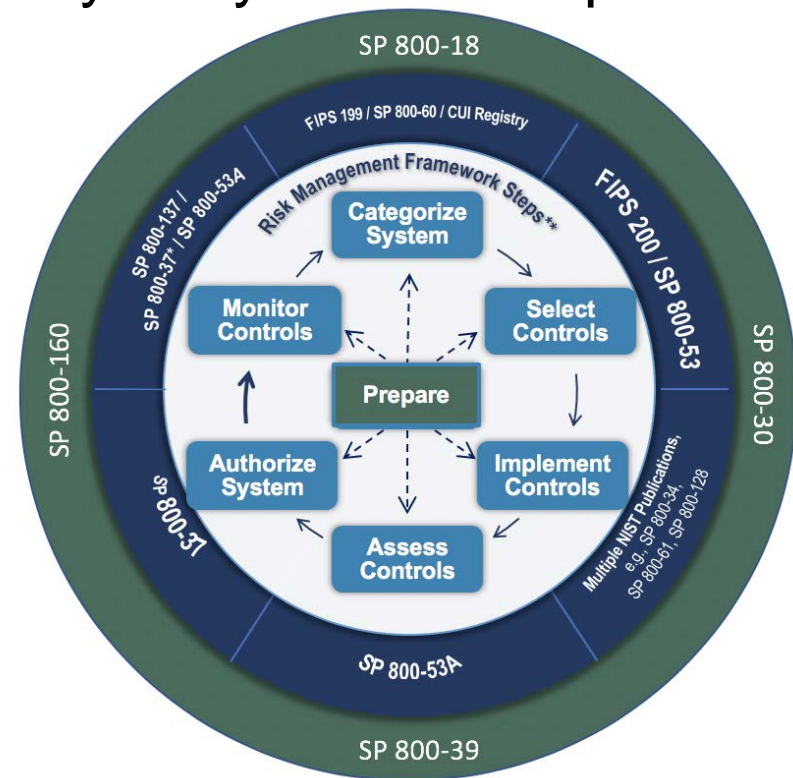 SP 800-18
FIPS 199 / SP 800-60 / CUI Registry
FIPS 200 / SP 800-53
SP 800-30
Multiple NIST Publications,
e.g., SP 800-34,
SP 800-61, SP 800-128
SP 800-53A
SP 800-39
SP 800-37
SP 800-160
SP 800-137 /
SP 800-37* / SP 800-53A
Risk Management Framework Steps**
Categorize
System
Select
Controls
Implement
Controls
Assess
Controls
Authorize
System
Monitor
Controls
Prepare